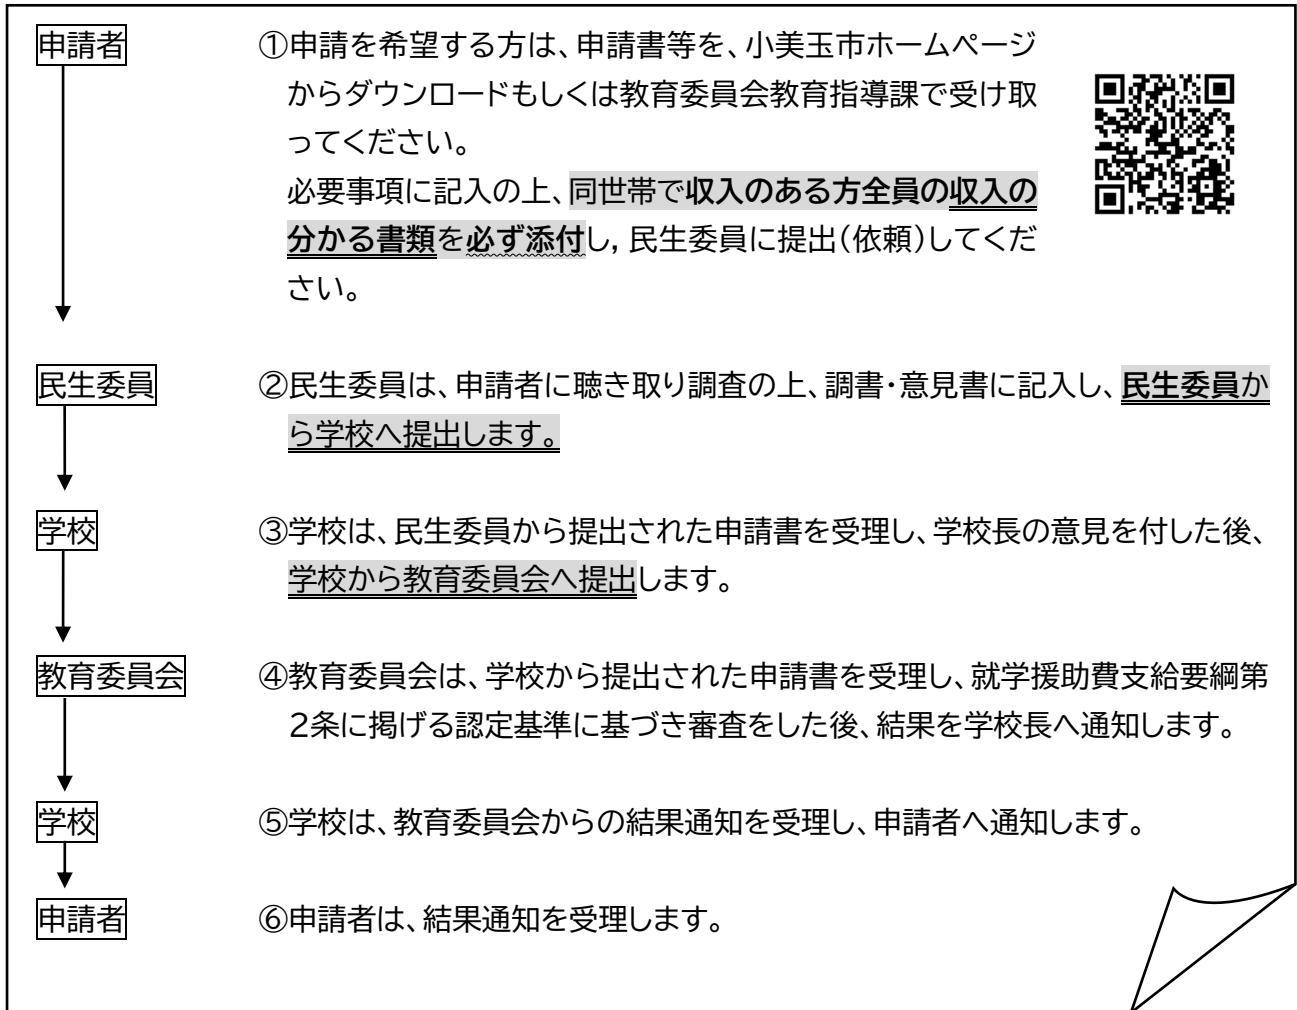 申請者
①申請を希望する方は、申請書等を、小美玉市ホームページ
からダウンロードもしくは教育委員会教育指導課で受け取
ってください。
必要事項に記入の上、同世帯で収入のある方全員の収入の
分かる書類を必ず添付し,民生委員に提出(依頼)してくだ
さい。
民生委員
②民生委員は、申請者に聴き取り調査の上、調書・意見書に記入し、民生委員か
ら学校へ提出します。
学校
③学校は、民生委員から提出された申請書を受理し、学校長の意見を付した後、
学校から教育委員会へ提出します。
教育委員会
④教育委員会は、学校から提出された申請書を受理し、就学援助費支給要綱第
2条に掲げる認定基準に基づき審査をした後、結果を学校長へ通知します。
学校
⑤学校は、教育委員会からの結果通知を受理し、申請者へ通知します。
申請者
⑥申請者は、結果通知を受理します。